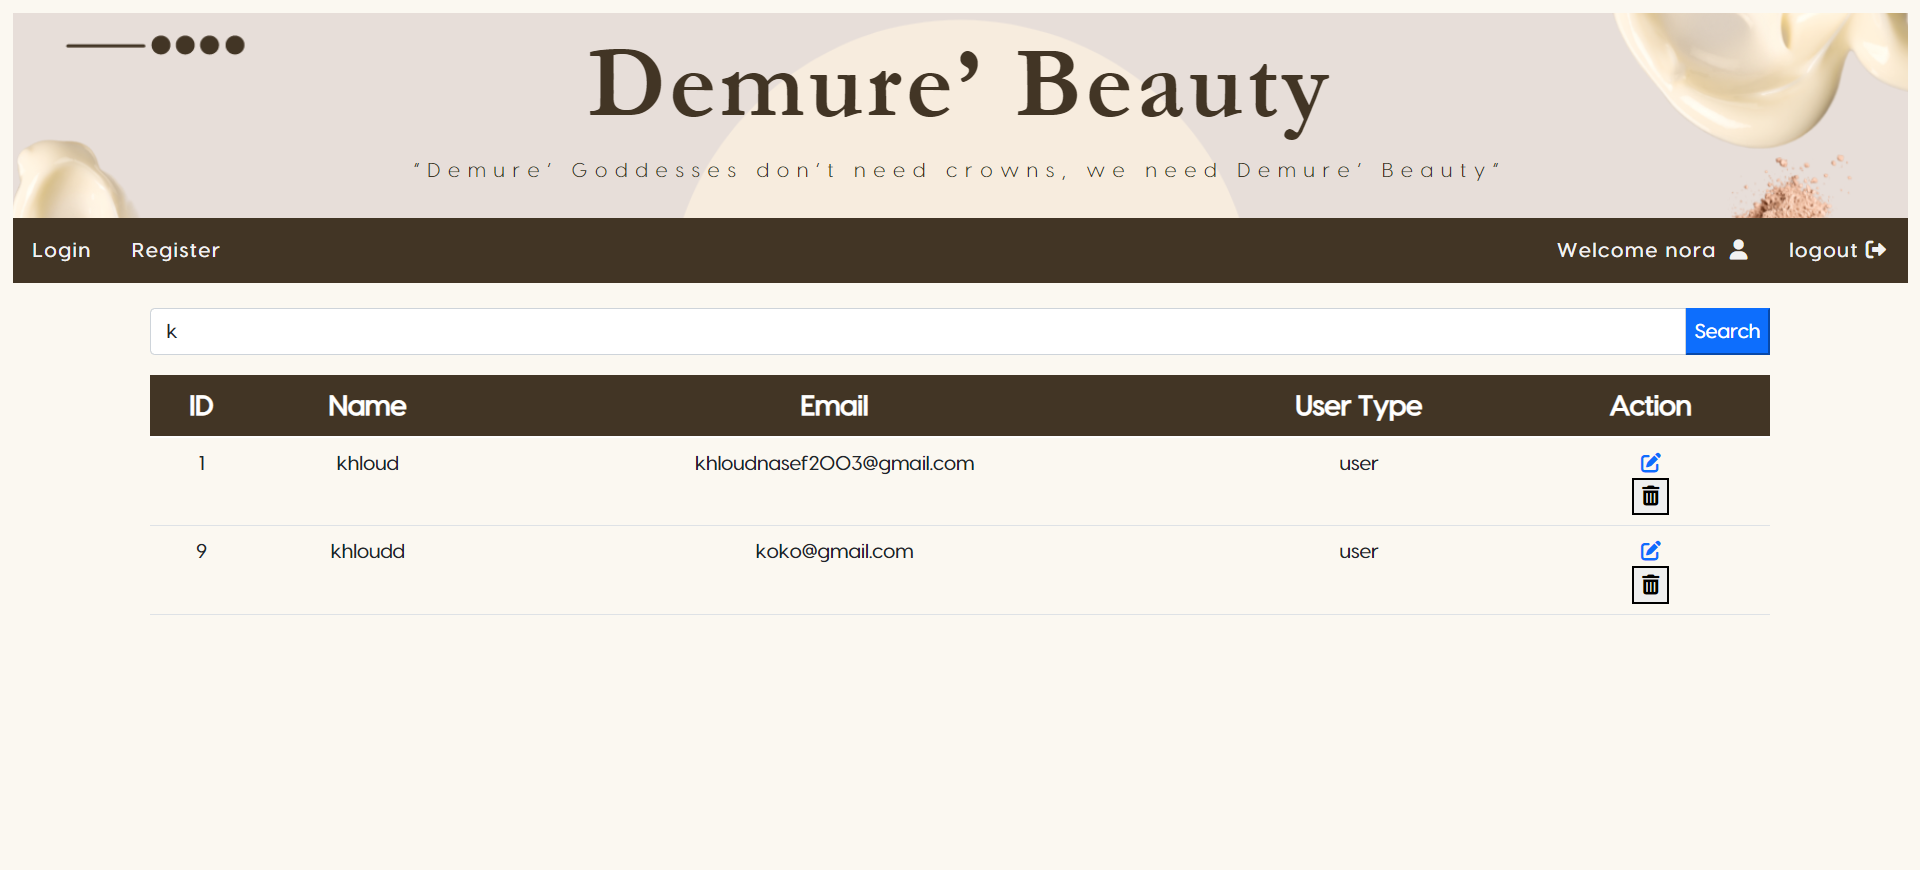 Demure’ Beauty
“Demure’ Goddesses don’t need crowns, we need Demure’ Beauty”
Login Register Welcome nora logout
k Search
ID Name Email User Type Action
1 khloud khloudnasef2003@gmail.com user
9 khloudd koko@gmail.com user